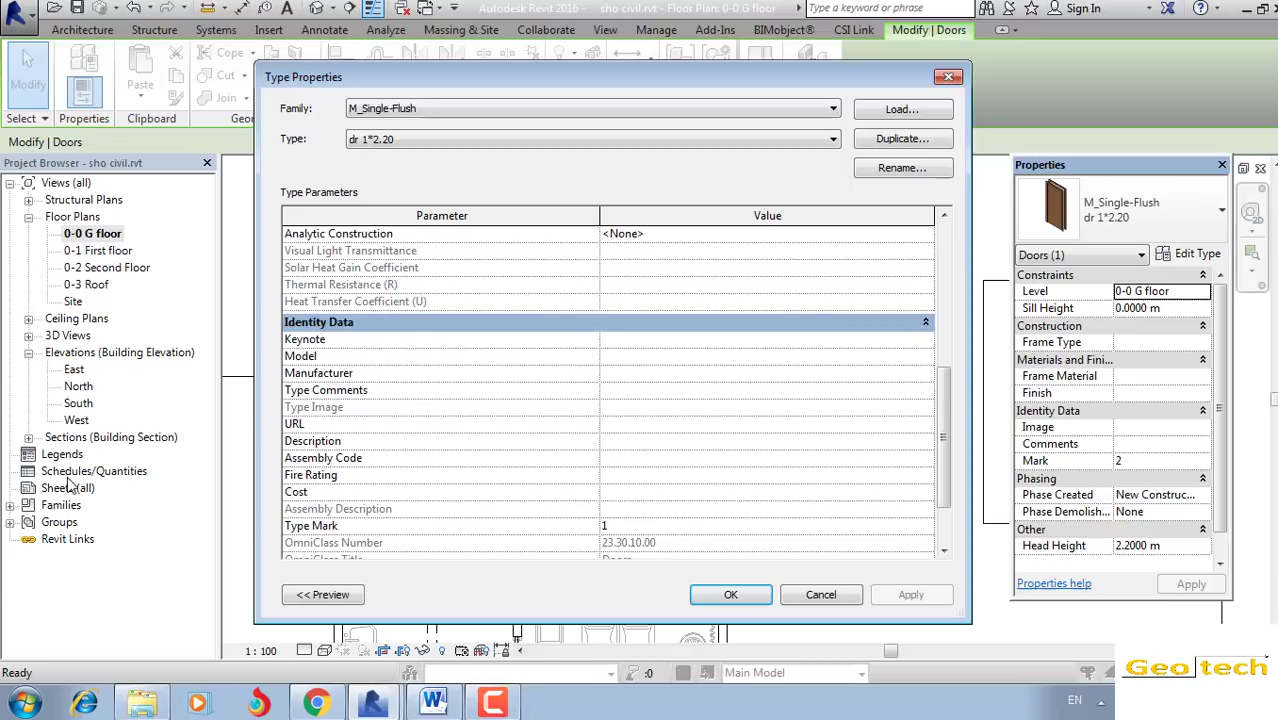 Autodesk Revit 2016 - sho civil.rvt - Floor Plan: 0-0 G floor
Type a keyword or phrase
Sign In
Architecture Structure Systems Insert Annotate Analyze Massing & Site Collaborate View Manage Add-Ins BIMobject® CSI Link Modify | Doors
Modify
Paste
Cope
Cut
Join
Select Properties Clipboard
Modify | Doors
Project Browser - sho civil.rvt
Views (all)
Structural Plans
Floor Plans
0-0 G floor
0-1 First floor
0-2 Second Floor
0-3 Roof
Site
Ceiling Plans
3D Views
Elevations (Building Elevation)
East
North
South
West
Sections (Building Section)
Legends
Schedules/Quantities
Sheets (all)
Families
Groups
Revit Links
Type Properties
Family: M_Single-Flush Load...
Type: dr 1*2.20 Duplicate...
Rename...
Type Parameters
Parameter Value
Analytic Construction <None>
Visual Light Transmittance
Solar Heat Gain Coefficient
Thermal Resistance (R)
Heat Transfer Coefficient (U)
Identity Data
Keynote
Model
Manufacturer
Type Comments
Type Image
URL
Description
Assembly Code
Fire Rating
Cost
Assembly Description
Type Mark 1
OmniClass Number 23.30.10.00
OmniClass Title Doors
<< Preview OK Cancel Apply
Properties
M_Single-Flush
dr 1*2.20
Doors (1) Edit Type
Constraints
Level 0-0 G floor
Sill Height 0.0000 m
Construction
Frame Type
Materials and Fini...
Frame Material
Finish
Identity Data
Image
Comments
Mark 2
Phasing
Phase Created New Construc...
Phase Demolish... None
Other
Head Height 2.2000 m
Properties help Apply
1 : 100
Ready :0 Main Model
Geo tech
EN